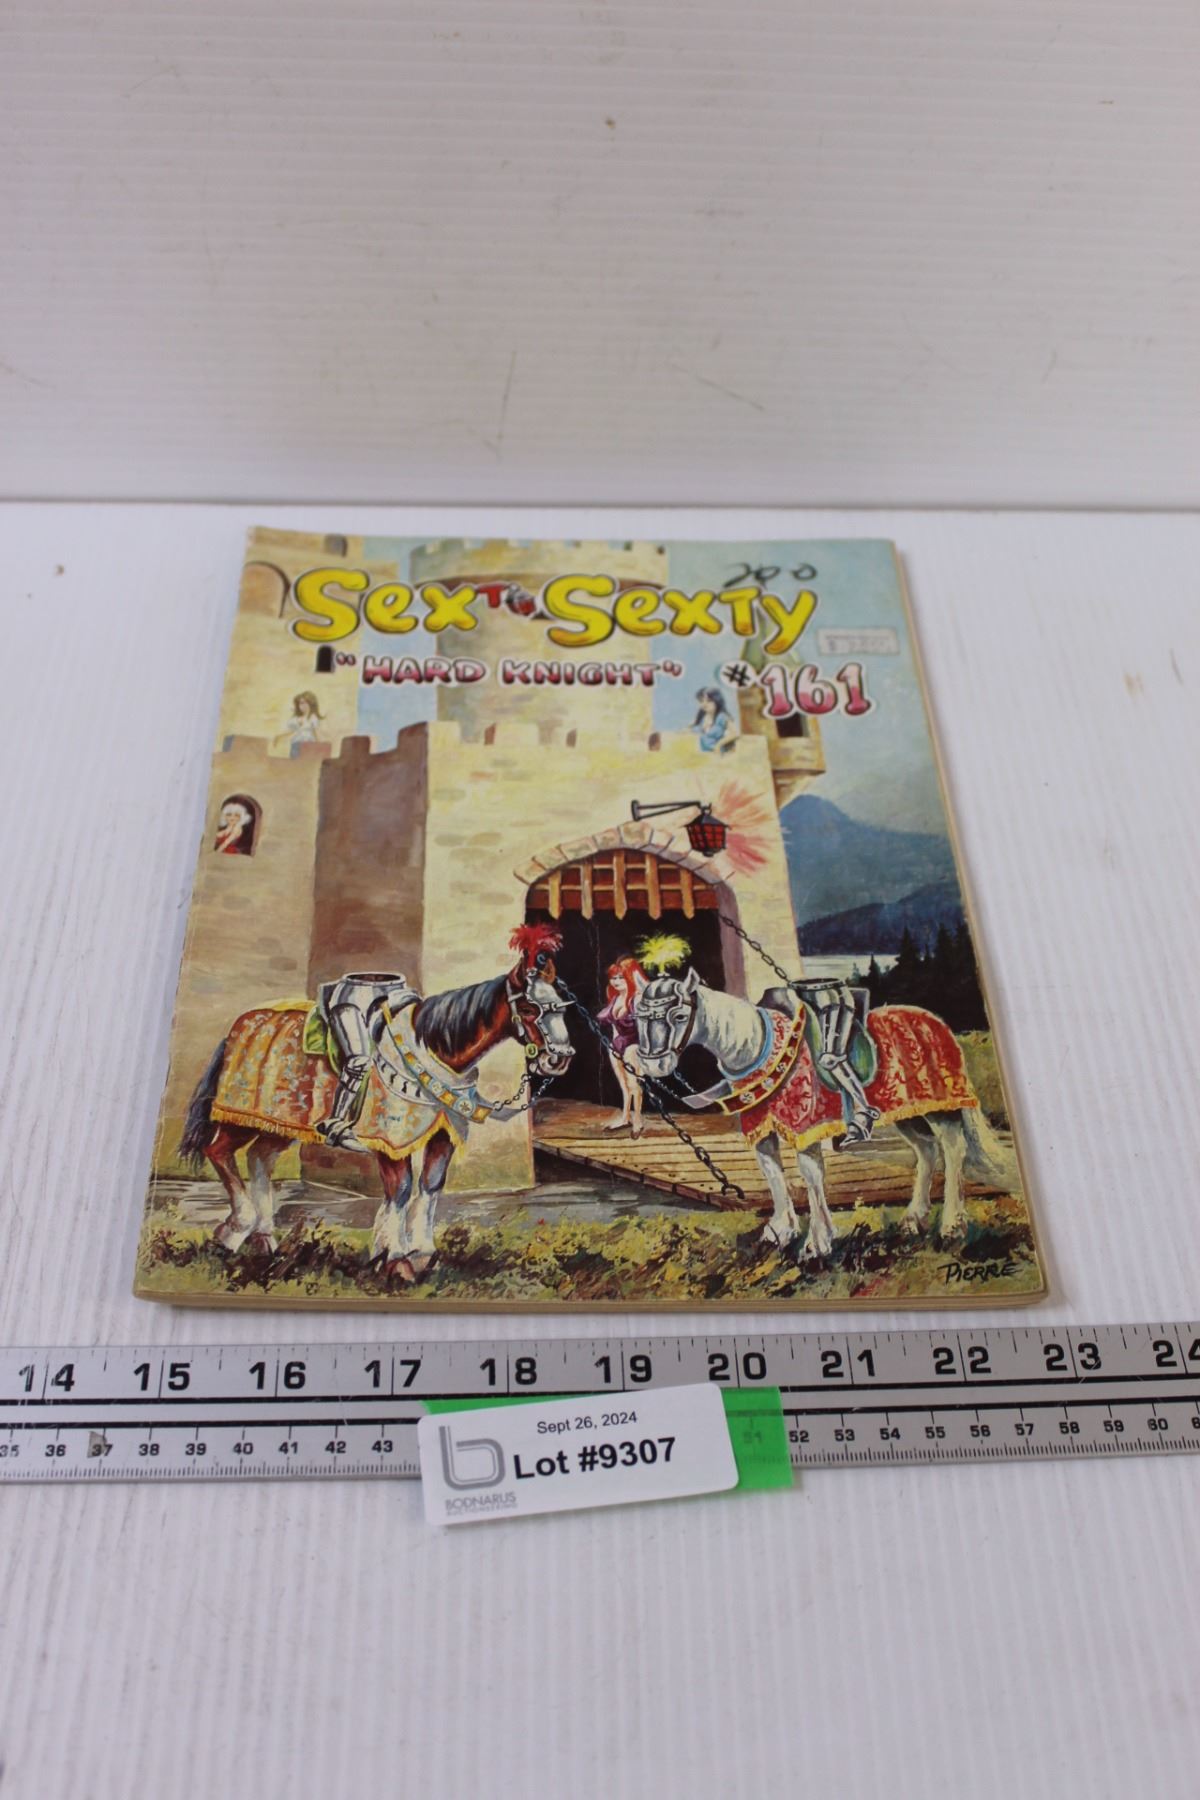 200
Sex To Sexty
"HARD KNIGHT" #161
PIERRE
14 15 16 17 18 19 20 21 22 23 24
35 36 37 38 39 40 41 42 43 51 52 53 54 55 56 57 58 59 60
Sept 26, 2024
Lot #9307
BODNARUS
AUCTIONEERING